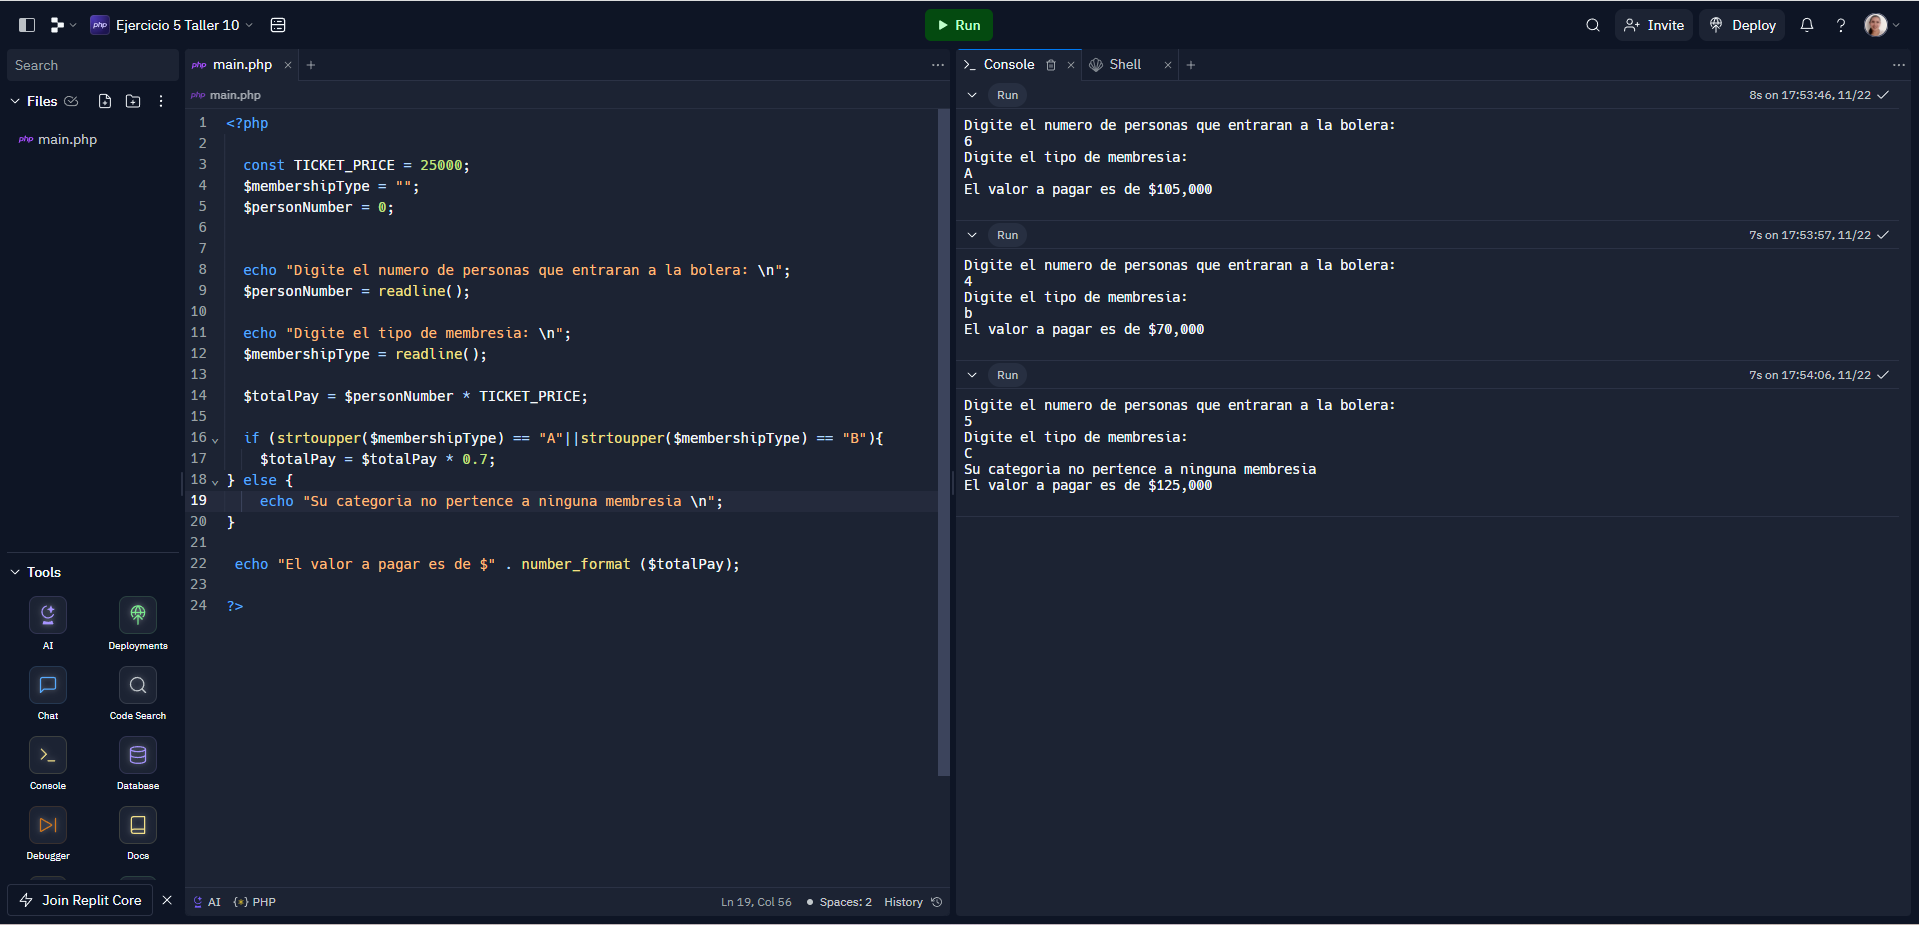 php Ejercicio 5 Taller 10
Run
Invite
Deploy
Search
Files
php main.php
Tools
AI
Deployments
Chat
Code Search
Console
Database
Debugger
Docs
Join Replit Core
php main.php
php main.php
1 <?php
2
3 const TICKET_PRICE = 25000;
4 $membershipType = "";
5 $personNumber = 0;
6
7
8 echo "Digite el numero de personas que entraran a la bolera: \n";
9 $personNumber = readline();
10
11 echo "Digite el tipo de membresia: \n";
12 $membershipType = readline();
13
14 $totalPay = $personNumber * TICKET_PRICE;
15
16 if (strtoupper($membershipType) == "A"||strtoupper($membershipType) == "B"){
17 $totalPay = $totalPay * 0.7;
18 } else {
19 echo "Su categoria no pertence a ninguna membresia \n";
20 }
21
22 echo "El valor a pagar es de $" . number_format ($totalPay);
23
24 ?>
AI {*} PHP
Ln 19, Col 56
Spaces: 2
History
Console
Shell
Run
8s on 17:53:46, 11/22
Digite el numero de personas que entraran a la bolera:
6
Digite el tipo de membresia:
A
El valor a pagar es de $105,000
Run
7s on 17:53:57, 11/22
Digite el numero de personas que entraran a la bolera:
4
Digite el tipo de membresia:
b
El valor a pagar es de $70,000
Run
7s on 17:54:06, 11/22
Digite el numero de personas que entraran a la bolera:
5
Digite el tipo de membresia:
C
Su categoria no pertence a ninguna membresia
El valor a pagar es de $125,000